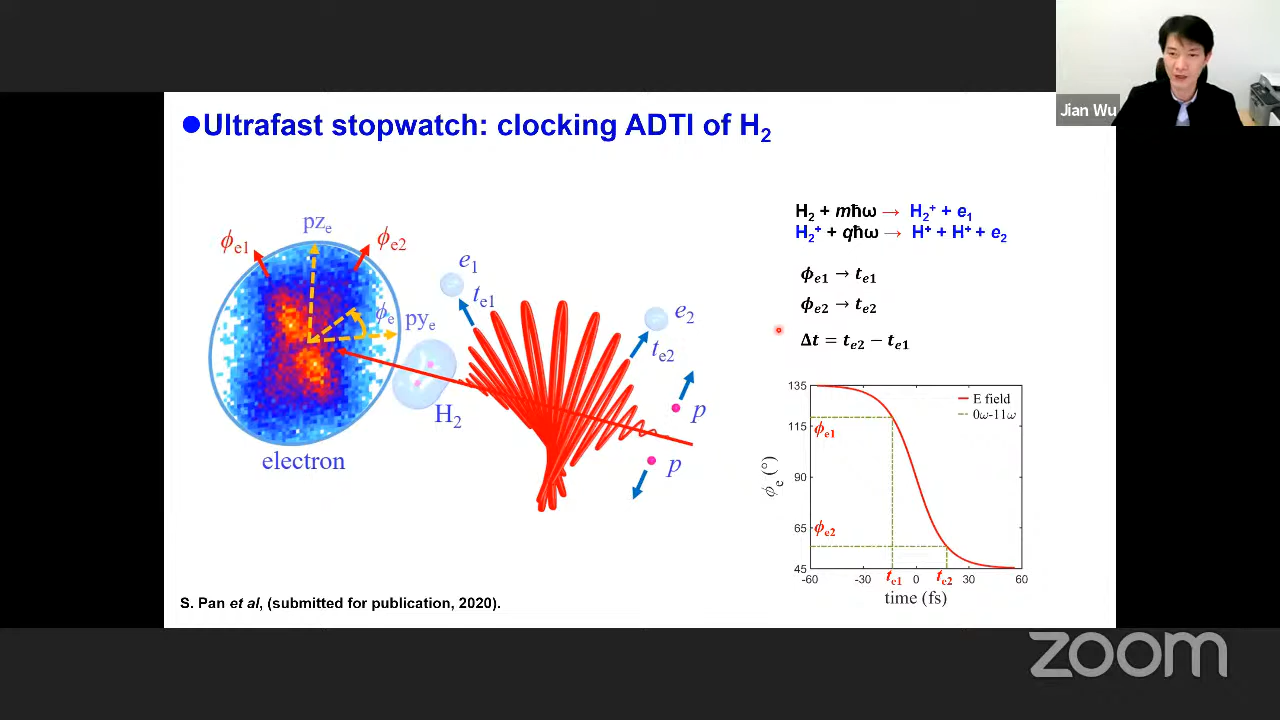 Jian Wu
●Ultrafast stopwatch: clocking ADTI of H₂
H₂ + mħω → H₂⁺ + e₁
H₂⁺ + qħω → H⁺ + H⁺ + e₂
ϕe1 → te1
ϕe2 → te2
Δt = te2 − te1
pze
ϕe1
ϕe2
ϕe
pye
electron
H₂
e₁
te1
e₂
te2
p
p
E field
0ω-11ω
135
115
90
65
45
ϕe (°)
ϕe1
ϕe2
te1
te2
-60
-30
0
30
60
time (fs)
S. Pan et al, (submitted for publication, 2020).
zoom